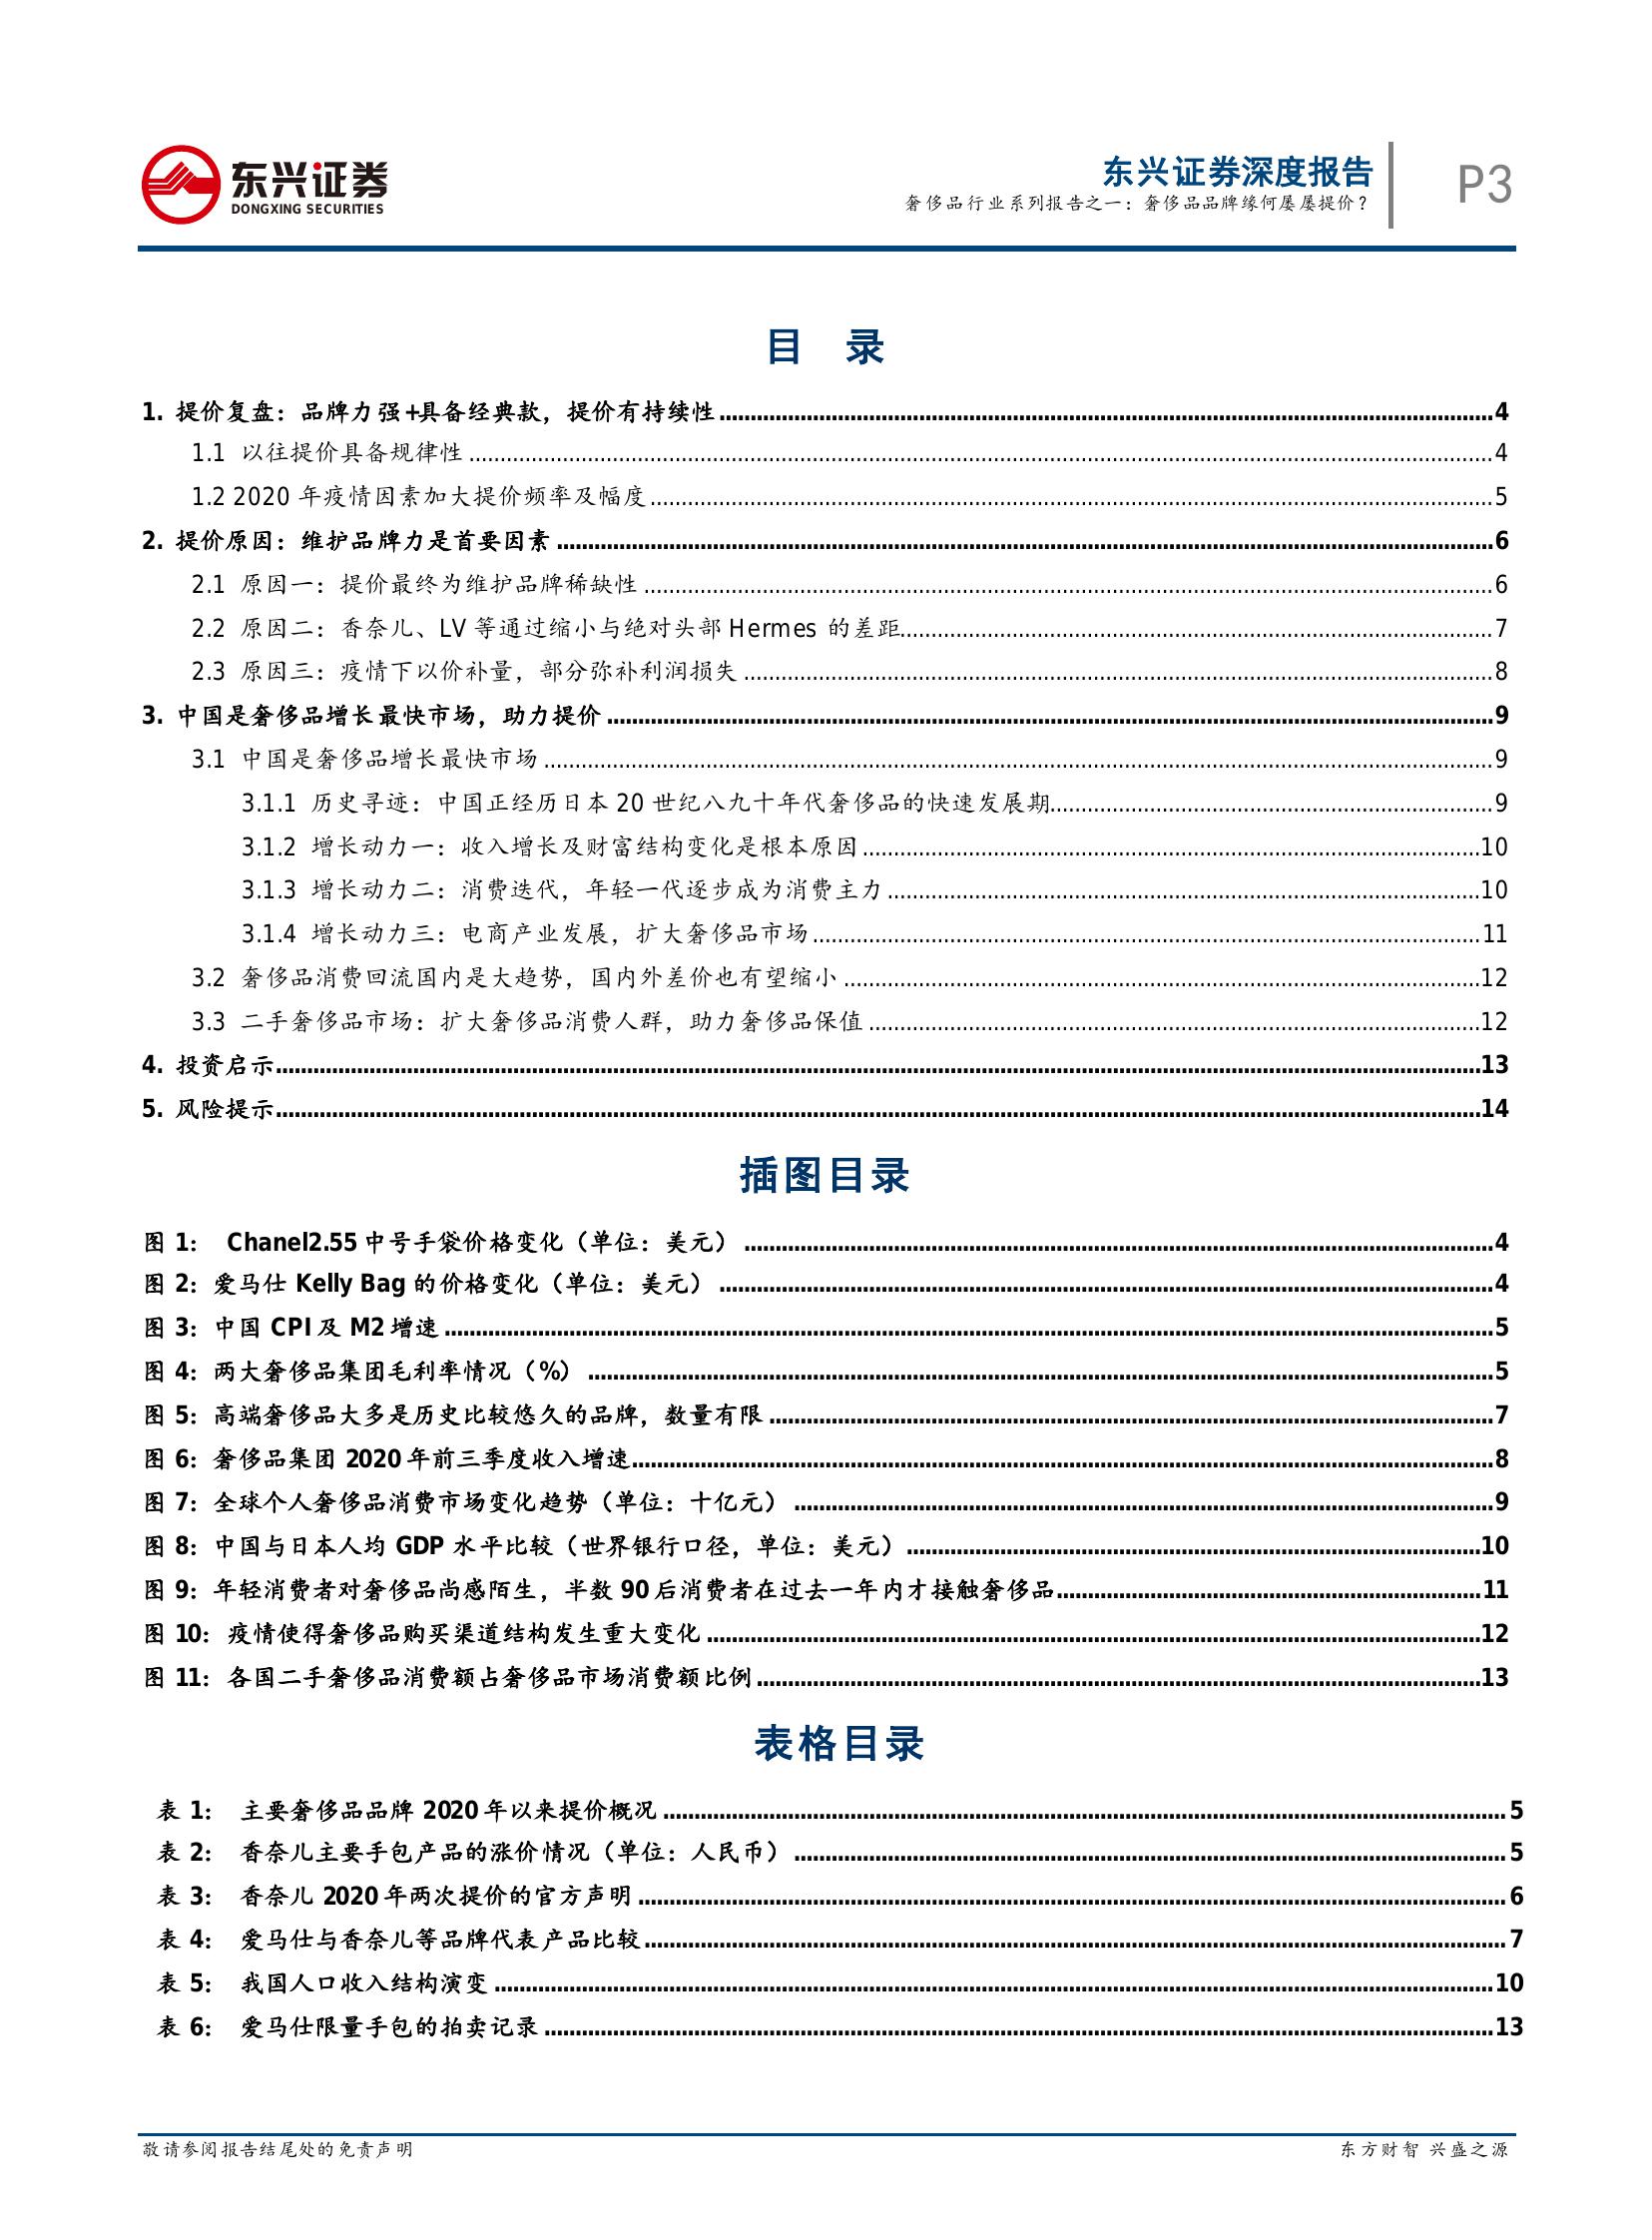 东兴证券
DONGXING SECURITIES
东兴证券深度报告
奢侈品行业系列报告之一：奢侈品品牌缘何屡屡提价？
P3
目 录
1. 提价复盘：品牌力强+具备经典款，提价有持续性 4
1.1 以往提价具备规律性 4
1.2 2020 年疫情因素加大提价频率及幅度 5
2. 提价原因：维护品牌力是首要因素 6
2.1 原因一：提价最终为维护品牌稀缺性 6
2.2 原因二：香奈儿、LV 等通过缩小与绝对头部 Hermes 的差距 7
2.3 原因三：疫情下以价补量，部分弥补利润损失 8
3. 中国是奢侈品增长最快市场，助力提价 9
3.1 中国是奢侈品增长最快市场 9
3.1.1 历史寻迹：中国正经历日本 20 世纪八九十年代奢侈品的快速发展期 9
3.1.2 增长动力一：收入增长及财富结构变化是根本原因 10
3.1.3 增长动力二：消费迭代，年轻一代逐步成为消费主力 10
3.1.4 增长动力三：电商产业发展，扩大奢侈品市场 11
3.2 奢侈品消费回流国内是大趋势，国内外差价也有望缩小 12
3.3 二手奢侈品市场：扩大奢侈品消费人群，助力奢侈品保值 12
4. 投资启示 13
5. 风险提示 14
插图目录
图 1： Chanel2.55 中号手袋价格变化（单位：美元） 4
图 2：爱马仕 Kelly Bag 的价格变化（单位：美元） 4
图 3：中国 CPI 及 M2 增速 5
图 4：两大奢侈品集团毛利率情况（%） 5
图 5：高端奢侈品大多是历史比较悠久的品牌，数量有限 7
图 6：奢侈品集团 2020 年前三季度收入增速 8
图 7：全球个人奢侈品消费市场变化趋势（单位：十亿元） 9
图 8：中国与日本人均 GDP 水平比较（世界银行口径，单位：美元） 10
图 9：年轻消费者对奢侈品尚感陌生，半数 90 后消费者在过去一年内才接触奢侈品 11
图 10：疫情使得奢侈品购买渠道结构发生重大变化 12
图 11：各国二手奢侈品消费额占奢侈品市场消费额比例 13
表格目录
表 1： 主要奢侈品品牌 2020 年以来提价概况 5
表 2： 香奈儿主要手包产品的涨价情况（单位：人民币） 5
表 3： 香奈儿 2020 年两次提价的官方声明 6
表 4： 爱马仕与香奈儿等品牌代表产品比较 7
表 5： 我国人口收入结构演变 10
表 6： 爱马仕限量手包的拍卖记录 13
敬请参阅报告结尾处的免责声明
东方财智 兴盛之源